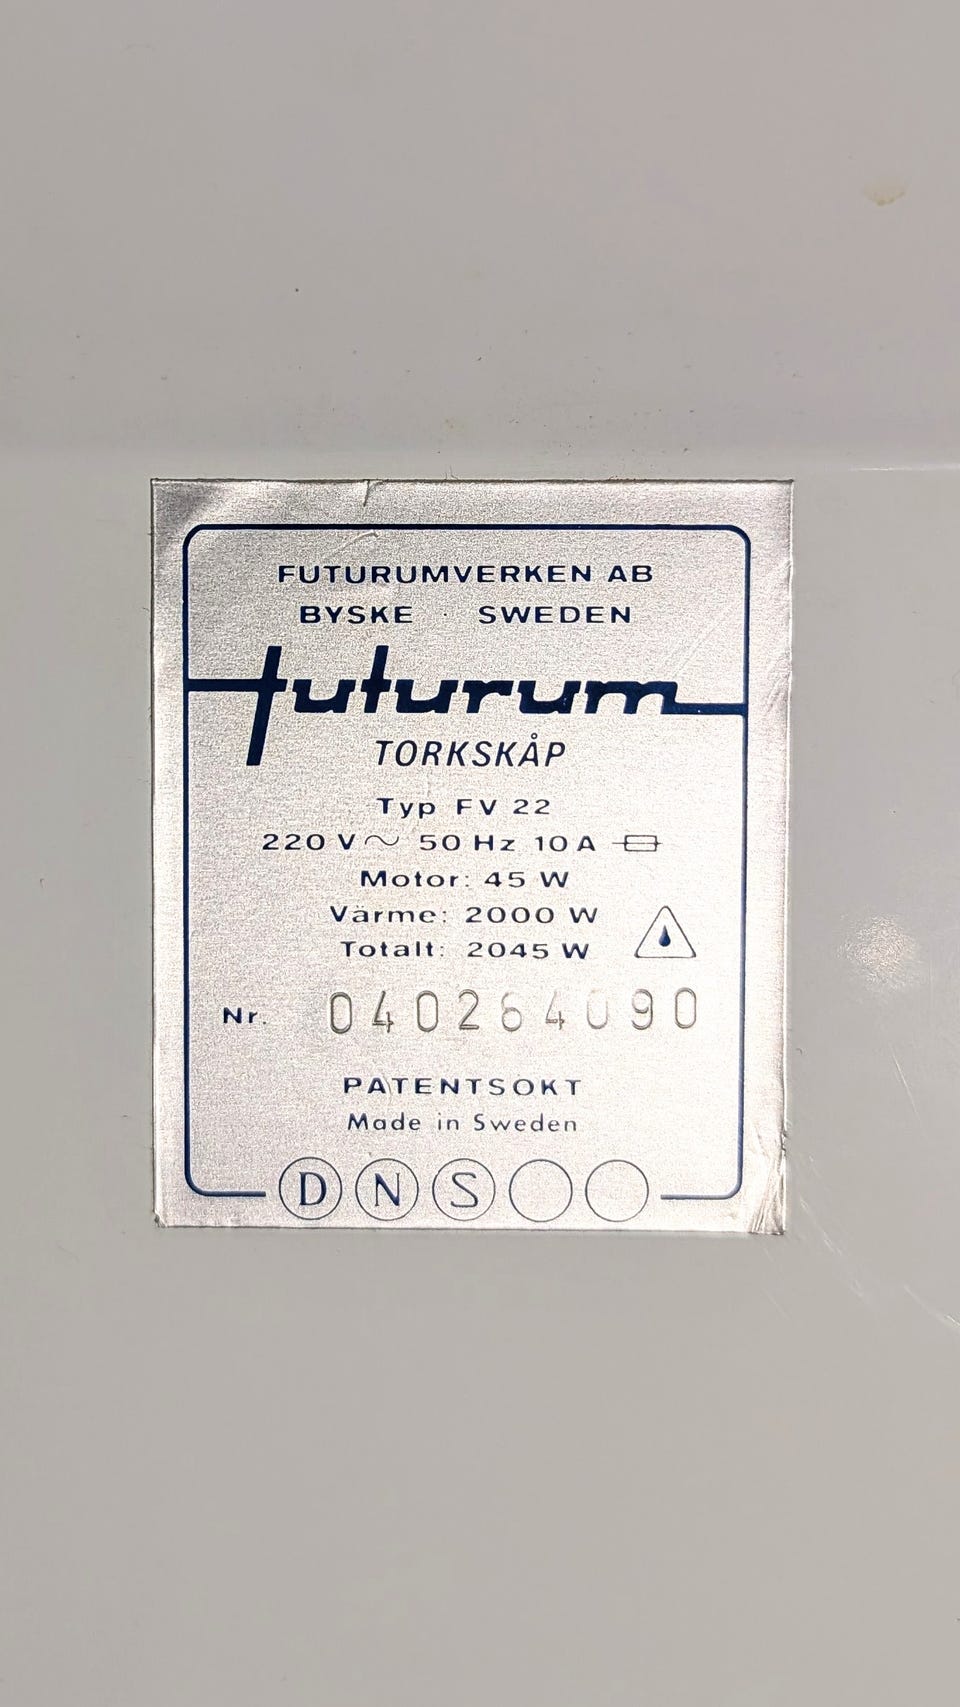 FUTURUMVERKEN AB
BYSKE · SWEDEN
futurum
TORKSKÅP
Typ FV 22
220 V ~ 50 Hz 10 A
Motor: 45 W
Värme: 2000 W
Totalt: 2045 W
Nr. 040264090
PATENTSOKT
Made in Sweden
D N S